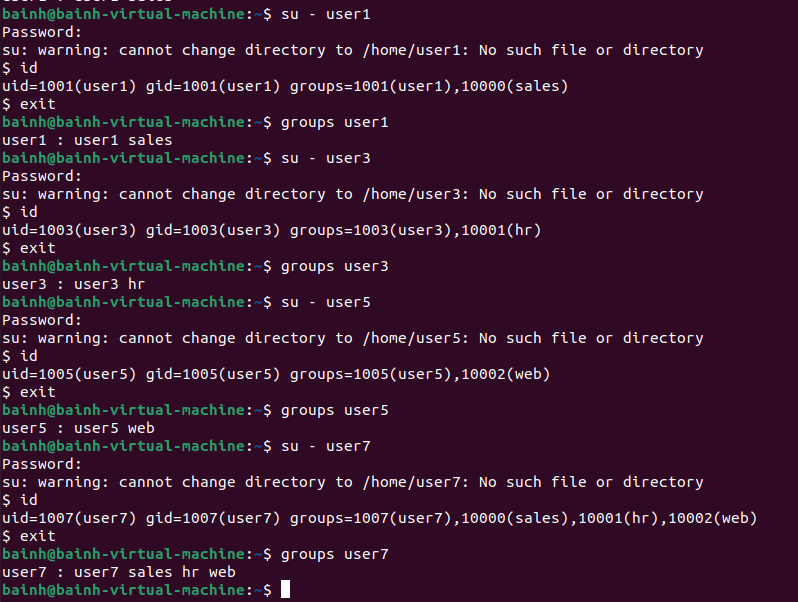 bainh@bainh-virtual-machine:~$ su - user1
Password:
su: warning: cannot change directory to /home/user1: No such file or directory
$ id
uid=1001(user1) gid=1001(user1) groups=1001(user1),10000(sales)
$ exit
bainh@bainh-virtual-machine:~$ groups user1
user1 : user1 sales
bainh@bainh-virtual-machine:~$ su - user3
Password:
su: warning: cannot change directory to /home/user3: No such file or directory
$ id
uid=1003(user3) gid=1003(user3) groups=1003(user3),10001(hr)
$ exit
bainh@bainh-virtual-machine:~$ groups user3
user3 : user3 hr
bainh@bainh-virtual-machine:~$ su - user5
Password:
su: warning: cannot change directory to /home/user5: No such file or directory
$ id
uid=1005(user5) gid=1005(user5) groups=1005(user5),10002(web)
$ exit
bainh@bainh-virtual-machine:~$ groups user5
user5 : user5 web
bainh@bainh-virtual-machine:~$ su - user7
Password:
su: warning: cannot change directory to /home/user7: No such file or directory
$ id
uid=1007(user7) gid=1007(user7) groups=1007(user7),10000(sales),10001(hr),10002(web)
$ exit
bainh@bainh-virtual-machine:~$ groups user7
user7 : user7 sales hr web
bainh@bainh-virtual-machine:~$